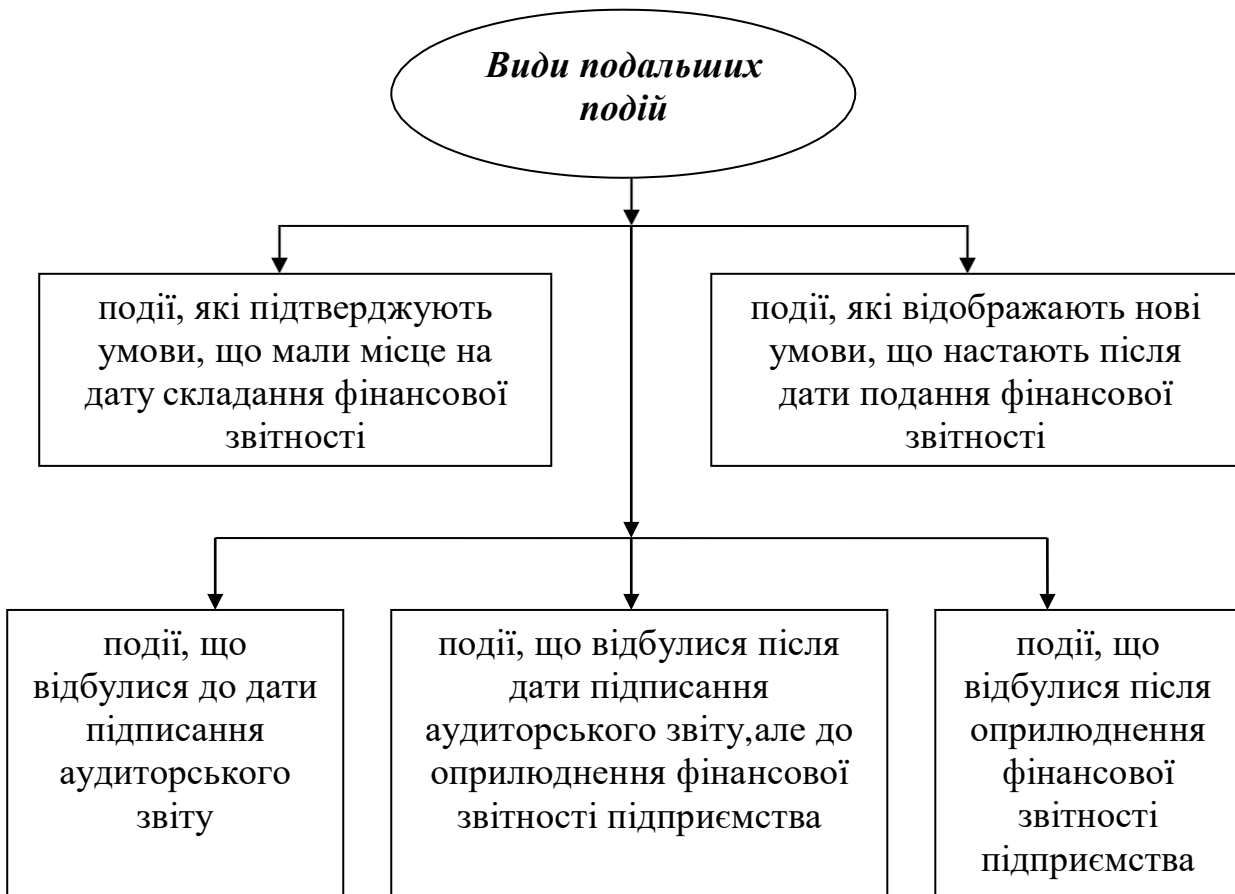 Види подальших
подій
події, які підтверджують
умови, що мали місце на
дату складання фінансової
звітності
події, які відображають нові
умови, що настають після
дати подання фінансової
звітності
події, що
відбулися до дати
підписання
аудиторського
звіту
події, що відбулися після
дати підписання
аудиторського звіту,але до
оприлюднення фінансової
звітності підприємства
події, що
відбулися після
оприлюднення
фінансової
звітності
підприємства